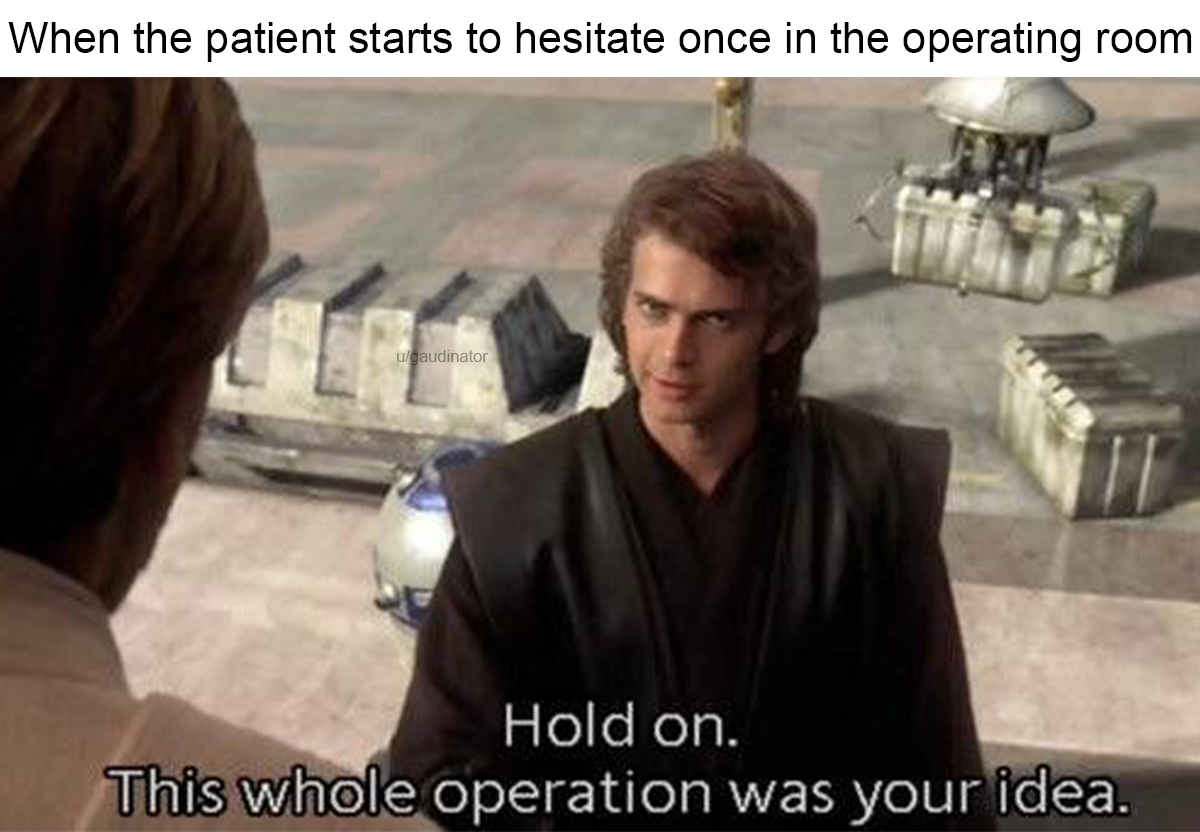 When the patient starts to hesitate once in the operating room
u/gaudinator
Hold on.
This whole operation was your idea.